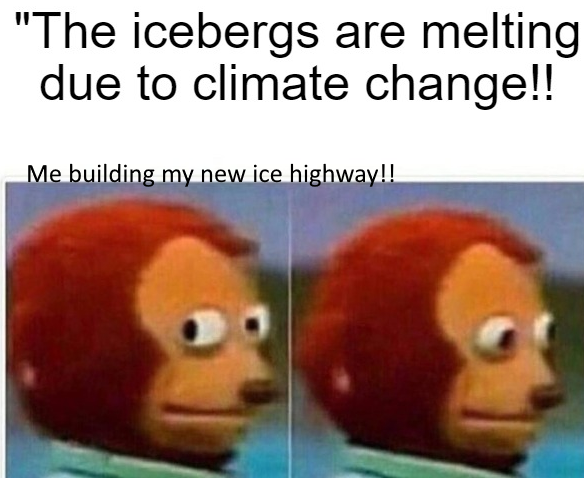 "The icebergs are melting
due to climate change!!
Me building my new ice highway!!